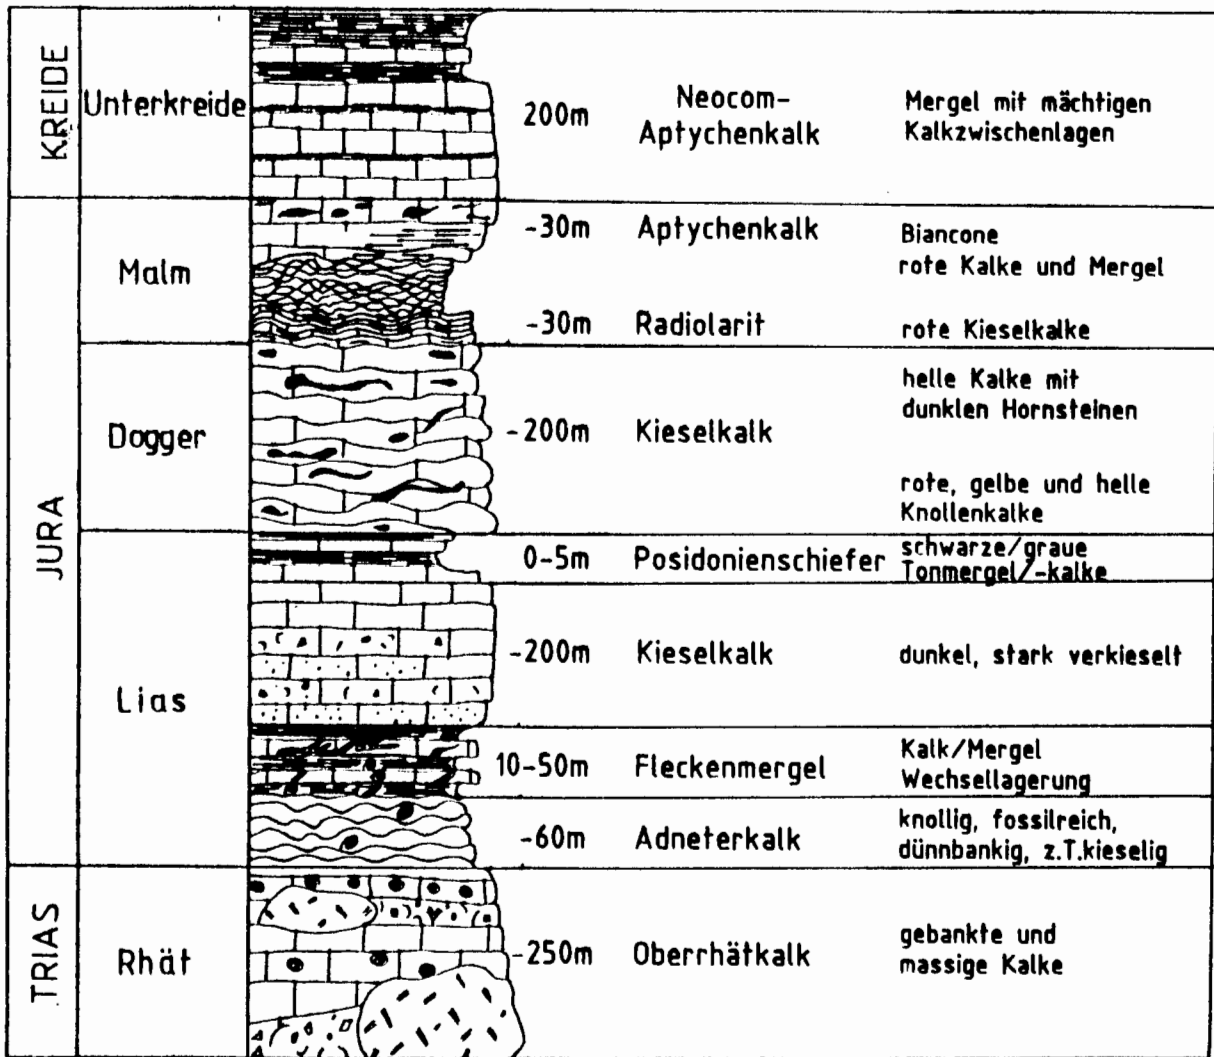 KREIDE
Unterkreide
200m
Neocom-
Aptychenkalk
Mergel mit mächtigen
Kalkzwischenlagen
JURA
Malm
-30m
Aptychenkalk
Biancone
rote Kalke und Mergel
-30m
Radiolarit
rote Kieselkalke
Dogger
-200m
Kieselkalk
helle Kalke mit
dunklen Hornsteinen
rote, gelbe und helle
Knollenkalke
Lias
0-5m
Posidonienschiefer
schwarze/graue
Tonmergel/-kalke
-200m
Kieselkalk
dunkel, stark verkieselt
10-50m
Fleckenmergel
Kalk/Mergel
Wechsellagerung
-60m
Adneterkalk
knollig, fossilreich,
dünnbankig, z.T.kieselig
TRIAS
Rhät
-250m
Oberrhätkalk
gebankte und
massige Kalke